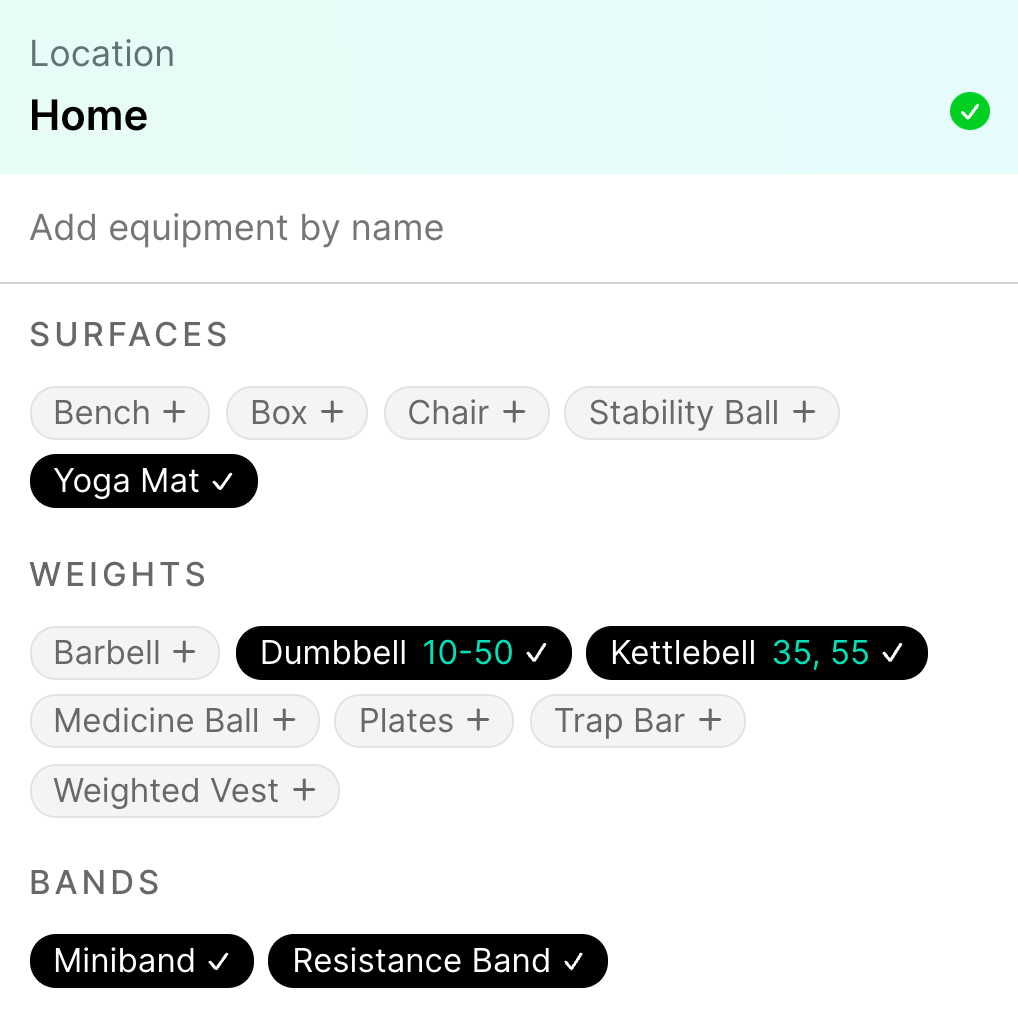 Location
Home
Add equipment by name
SURFACES
Bench + Box + Chair + Stability Ball +
Yoga Mat ✓
WEIGHTS
Barbell + Dumbbell 10-50 ✓ Kettlebell 35, 55 ✓
Medicine Ball + Plates + Trap Bar +
Weighted Vest +
BANDS
Miniband ✓ Resistance Band ✓